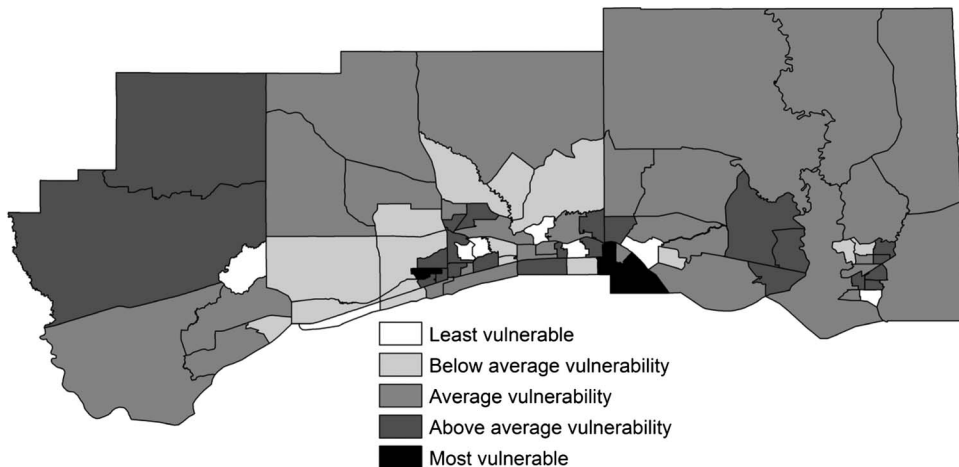 Least vulnerable
Below average vulnerability
Average vulnerability
Above average vulnerability
Most vulnerable